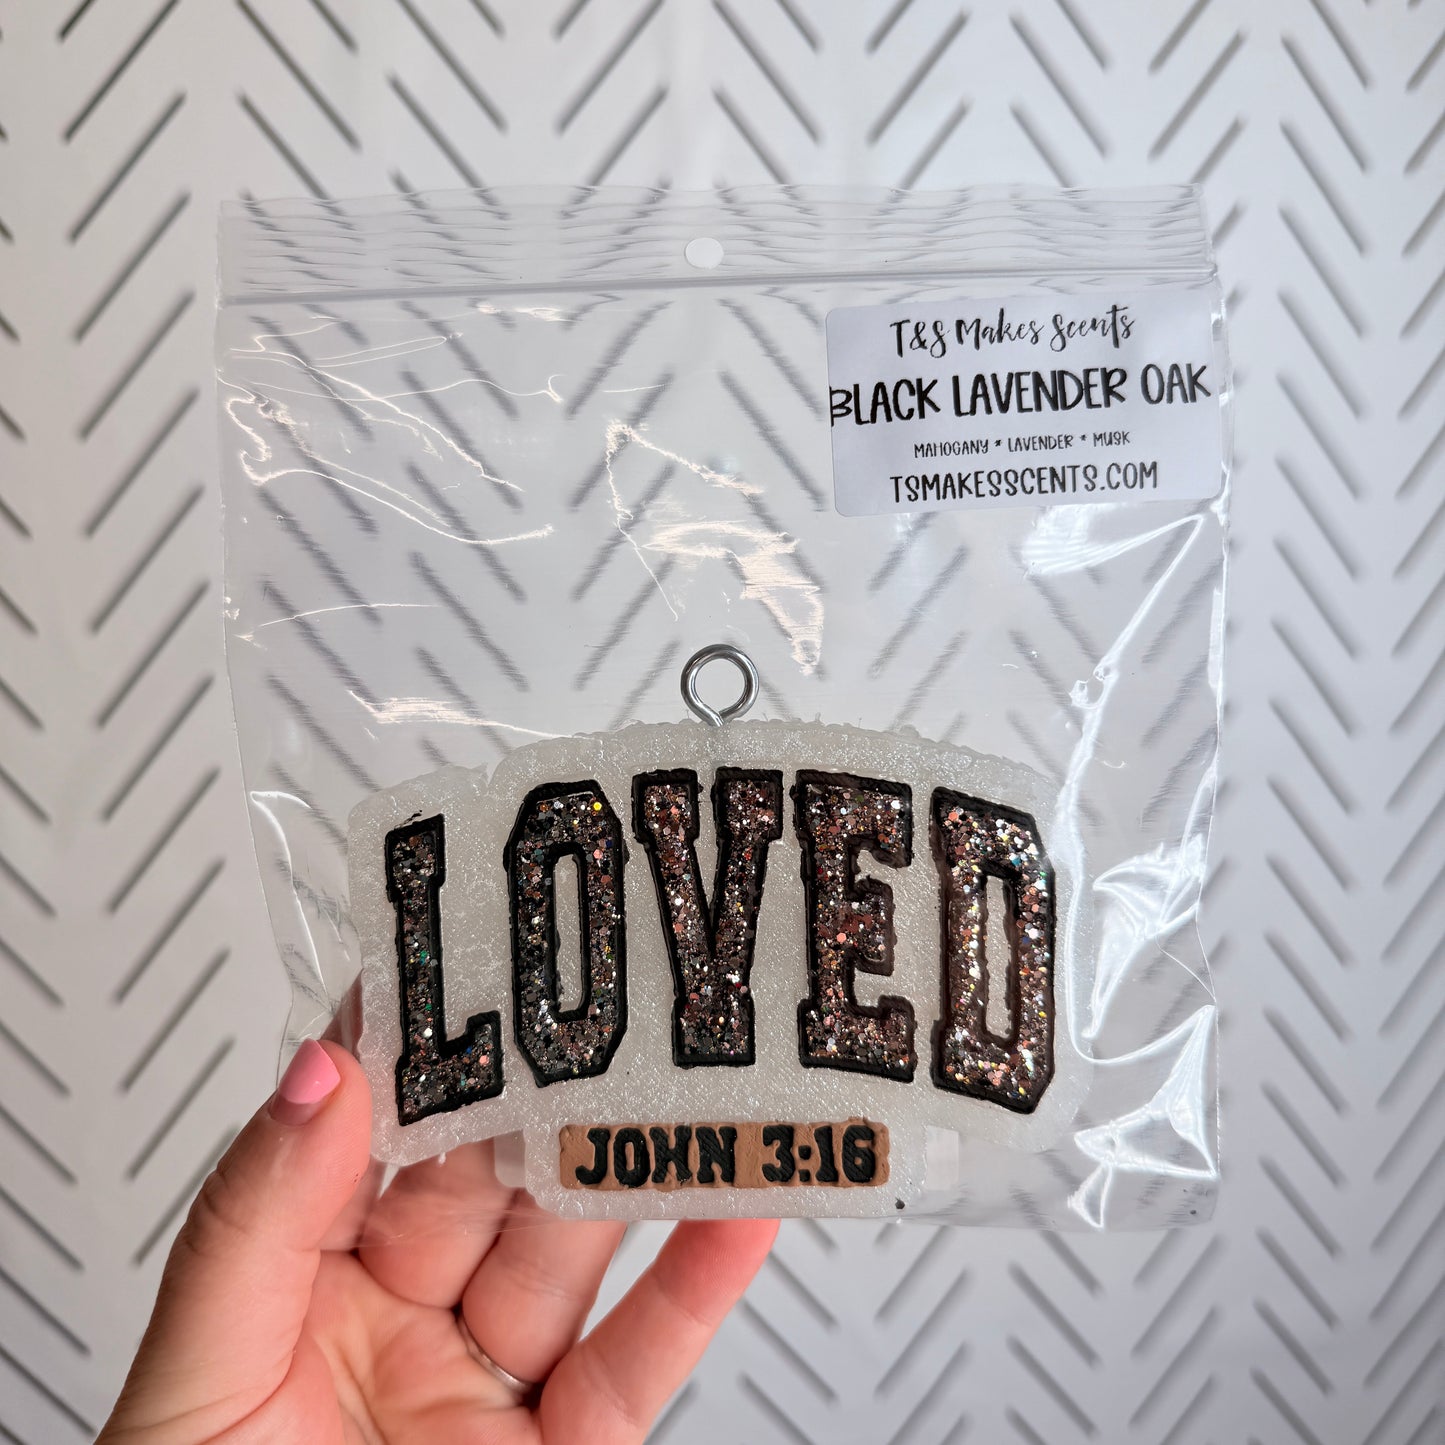 T&S Makes Scents
BLACK LAVENDER OAK
MAHOGANY * LAVENDER * MUSK
TSMAKESSCENTS.COM
LOVED
JOHN 3:16